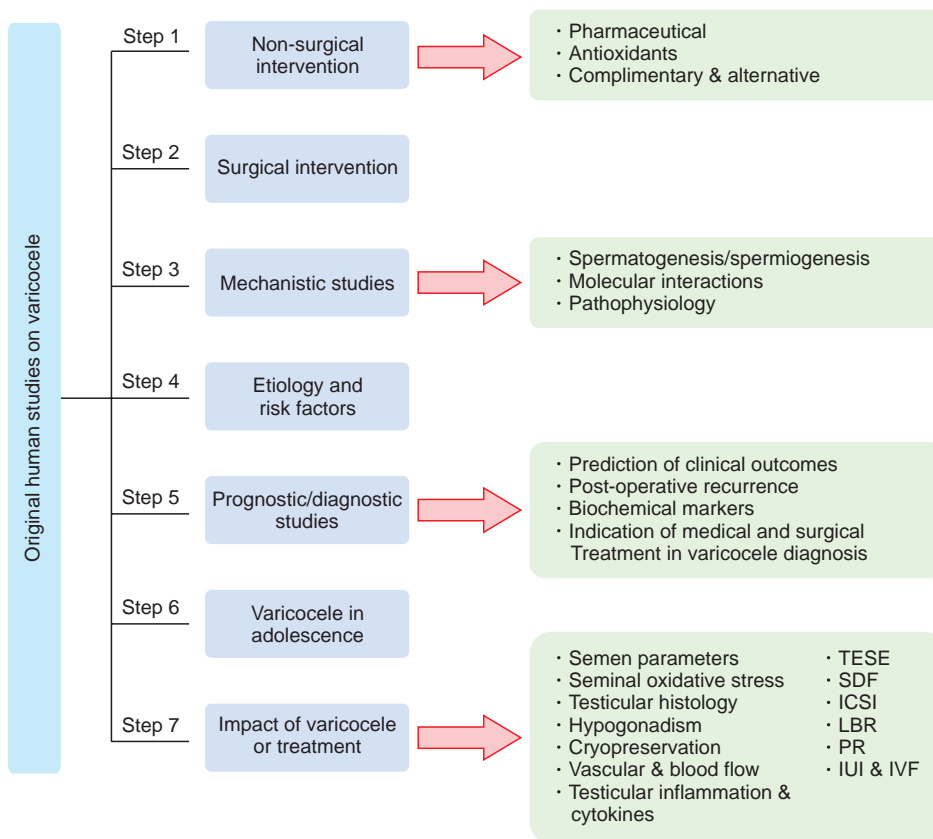 Original human studies on varicocele
Step 1
Non-surgical
intervention
· Pharmaceutical
· Antioxidants
· Complimentary & alternative
Step 2
Surgical intervention
Step 3
Mechanistic studies
· Spermatogenesis/spermiogenesis
· Molecular interactions
· Pathophysiology
Step 4
Etiology and
risk factors
Step 5
Prognostic/diagnostic
studies
· Prediction of clinical outcomes
· Post-operative recurrence
· Biochemical markers
· Indication of medical and surgical
Treatment in varicocele diagnosis
Step 6
Varicocele in
adolescence
Step 7
Impact of varicocele
or treatment
· Semen parameters
· Seminal oxidative stress
· Testicular histology
· Hypogonadism
· Cryopreservation
· Vascular & blood flow
· Testicular inflammation &
cytokines
· TESE
· SDF
· ICSI
· LBR
· PR
· IUI & IVF